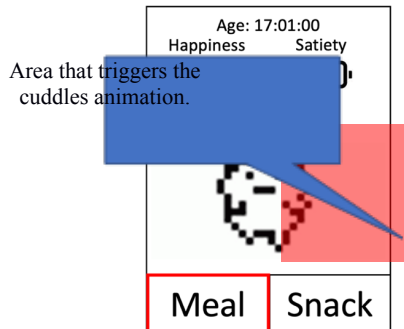 Age: 17:01:00
Happiness Satiety
Area that triggers the
cuddles animation.
Meal Snack